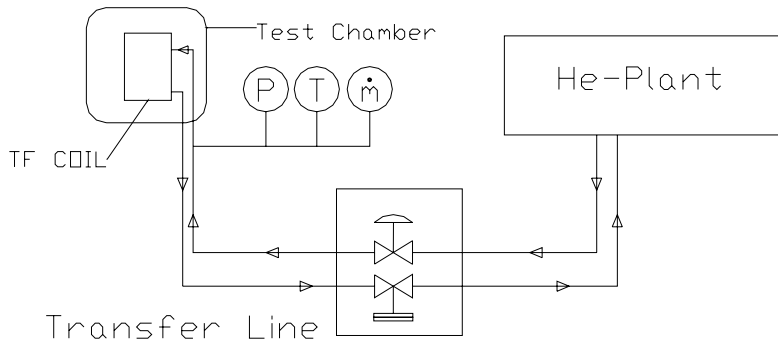 Test Chamber
P T ṁ
He-Plant
TF COIL
Transfer Line